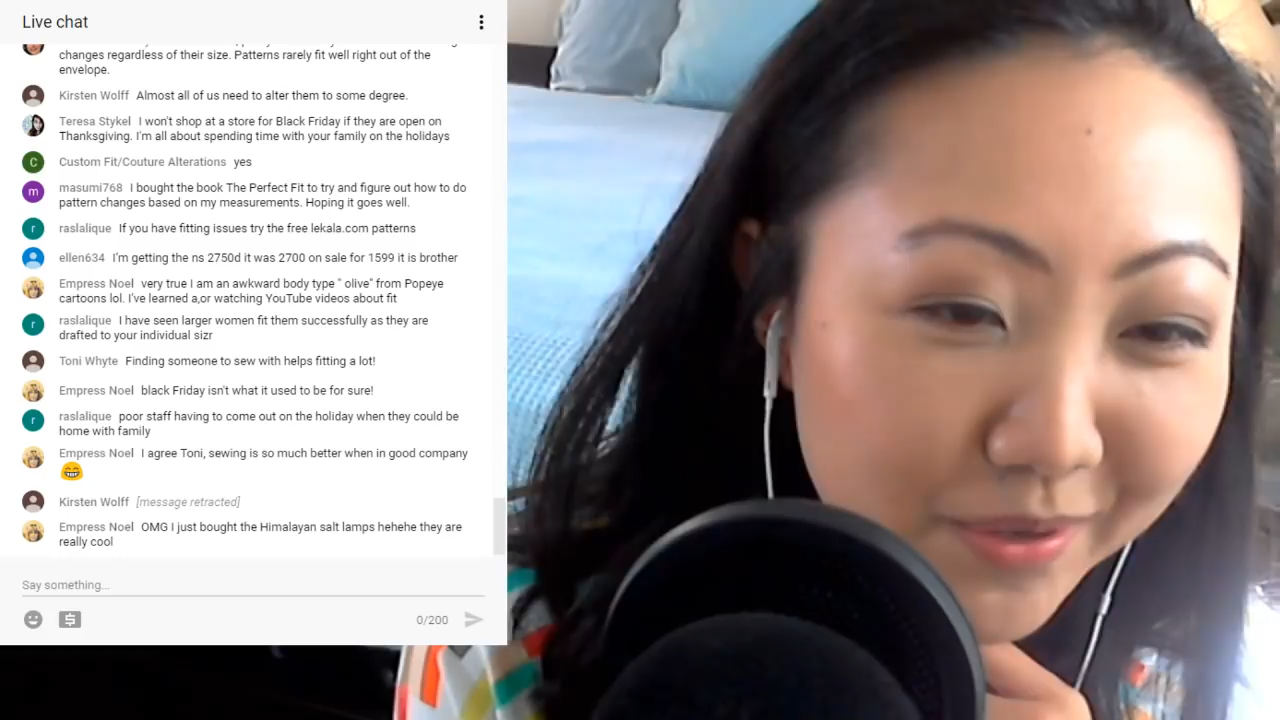 Live chat
changes regardless of their size. Patterns rarely fit well right out of the
envelope.
Kirsten Wolff Almost all of us need to alter them to some degree.
Teresa Stykel I won't shop at a store for Black Friday if they are open on
Thanksgiving. I'm all about spending time with your family on the holidays
C Custom Fit/Couture Alterations yes
m masumi768 I bought the book The Perfect Fit to try and figure out how to do
pattern changes based on my measurements. Hoping it goes well.
r raslalique If you have fitting issues try the free lekala.com patterns
ellen634 I'm getting the ns 2750d it was 2700 on sale for 1599 it is brother
Empress Noel very true I am an awkward body type " olive" from Popeye
cartoons lol. I've learned a,or watching YouTube videos about fit
r raslalique I have seen larger women fit them successfully as they are
drafted to your individual sizr
Toni Whyte Finding someone to sew with helps fitting a lot!
Empress Noel black Friday isn't what it used to be for sure!
r raslalique poor staff having to come out on the holiday when they could be
home with family
Empress Noel I agree Toni, sewing is so much better when in good company
Kirsten Wolff [message retracted]
Empress Noel OMG I just bought the Himalayan salt lamps hehehe they are
really cool
Say something...
$ 0/200